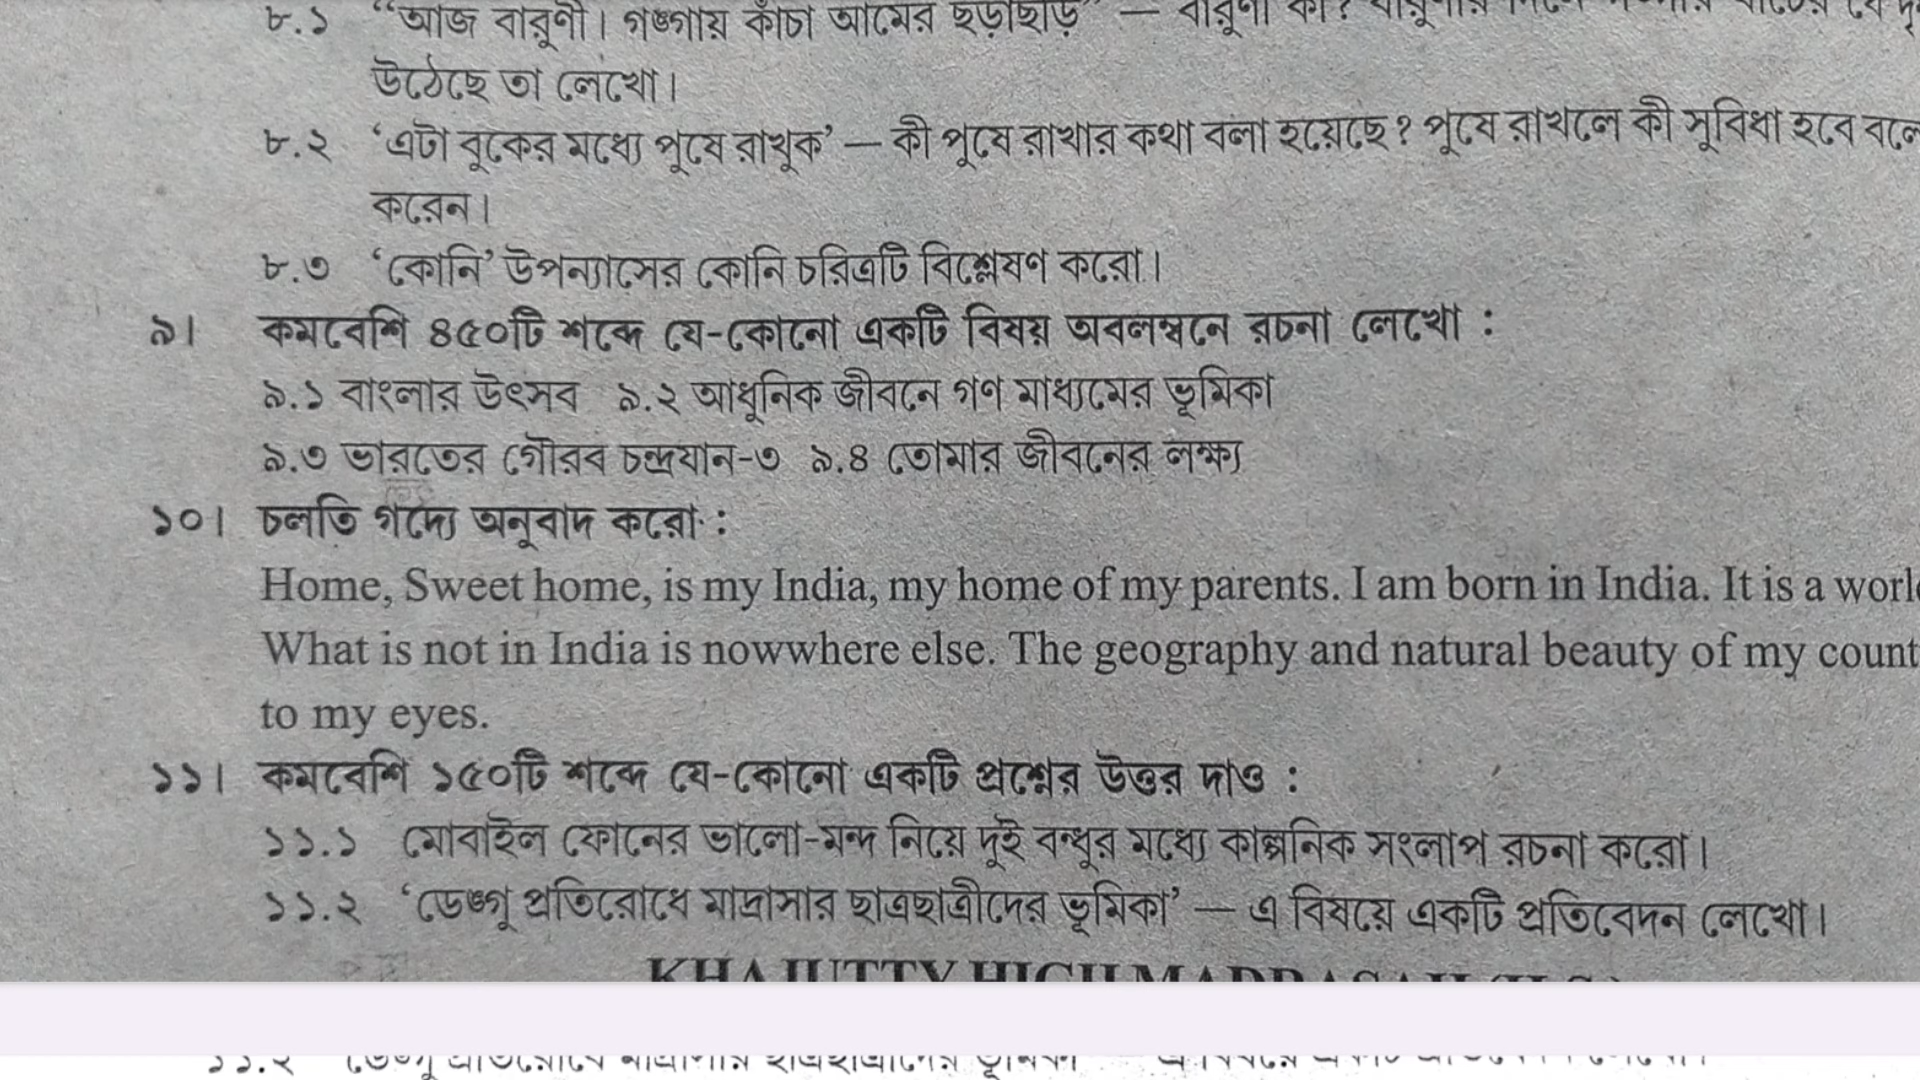 ৮.১ “আজ বারুণী। গঙ্গায় কাঁচা আমের ছড়াছড়ি” — বারুণী কী?
উঠেছে তা লেখো।
৮.২ ‘এটা বুকের মধ্যে পুষে রাখুক’ — কী পুষে রাখার কথা বলা হয়েছে? পুষে রাখলে কী সুবিধা হবে বলে
করেন।
৮.৩ ‘কোনি’ উপন্যাসের কোনি চরিত্রটি বিশ্লেষণ করো।
৯। কমবেশি ৪৫০টি শব্দে যে-কোনো একটি বিষয় অবলম্বনে রচনা লেখো :
৯.১ বাংলার উৎসব ৯.২ আধুনিক জীবনে গণ মাধ্যমের ভূমিকা
৯.৩ ভারতের গৌরব চন্দ্রযান-৩ ৯.৪ তোমার জীবনের লক্ষ্য
১০। চলতি গদ্যে অনুবাদ করো :
Home, Sweet home, is my India, my home of my parents. I am born in India. It is a worl
What is not in India is nowwhere else. The geography and natural beauty of my count
to my eyes.
১১। কমবেশি ১৫০টি শব্দে যে-কোনো একটি প্রশ্নের উত্তর দাও :
১১.১ মোবাইল ফোনের ভালো-মন্দ নিয়ে দুই বন্ধুর মধ্যে কাল্পনিক সংলাপ রচনা করো।
১১.২ ‘ডেঙ্গু প্রতিরোধে মাদ্রাসার ছাত্রছাত্রীদের ভূমিকা’ — এ বিষয়ে একটি প্রতিবেদন লেখো।
HIGH MADRASAH